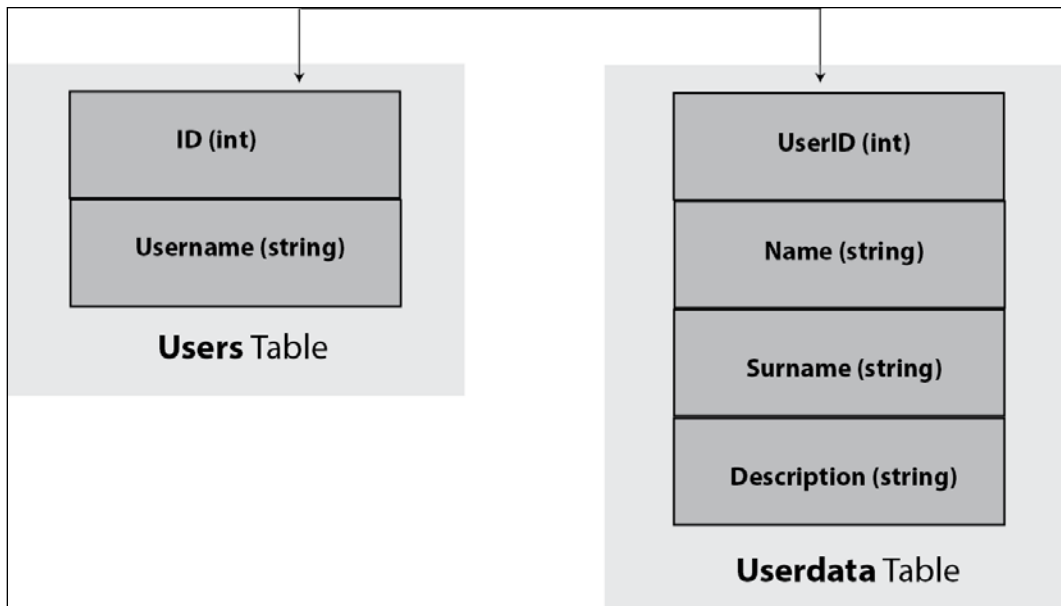 ID (int)
Username (string)
Users Table
UserID (int)
Name (string)
Surname (string)
Description (string)
Userdata Table